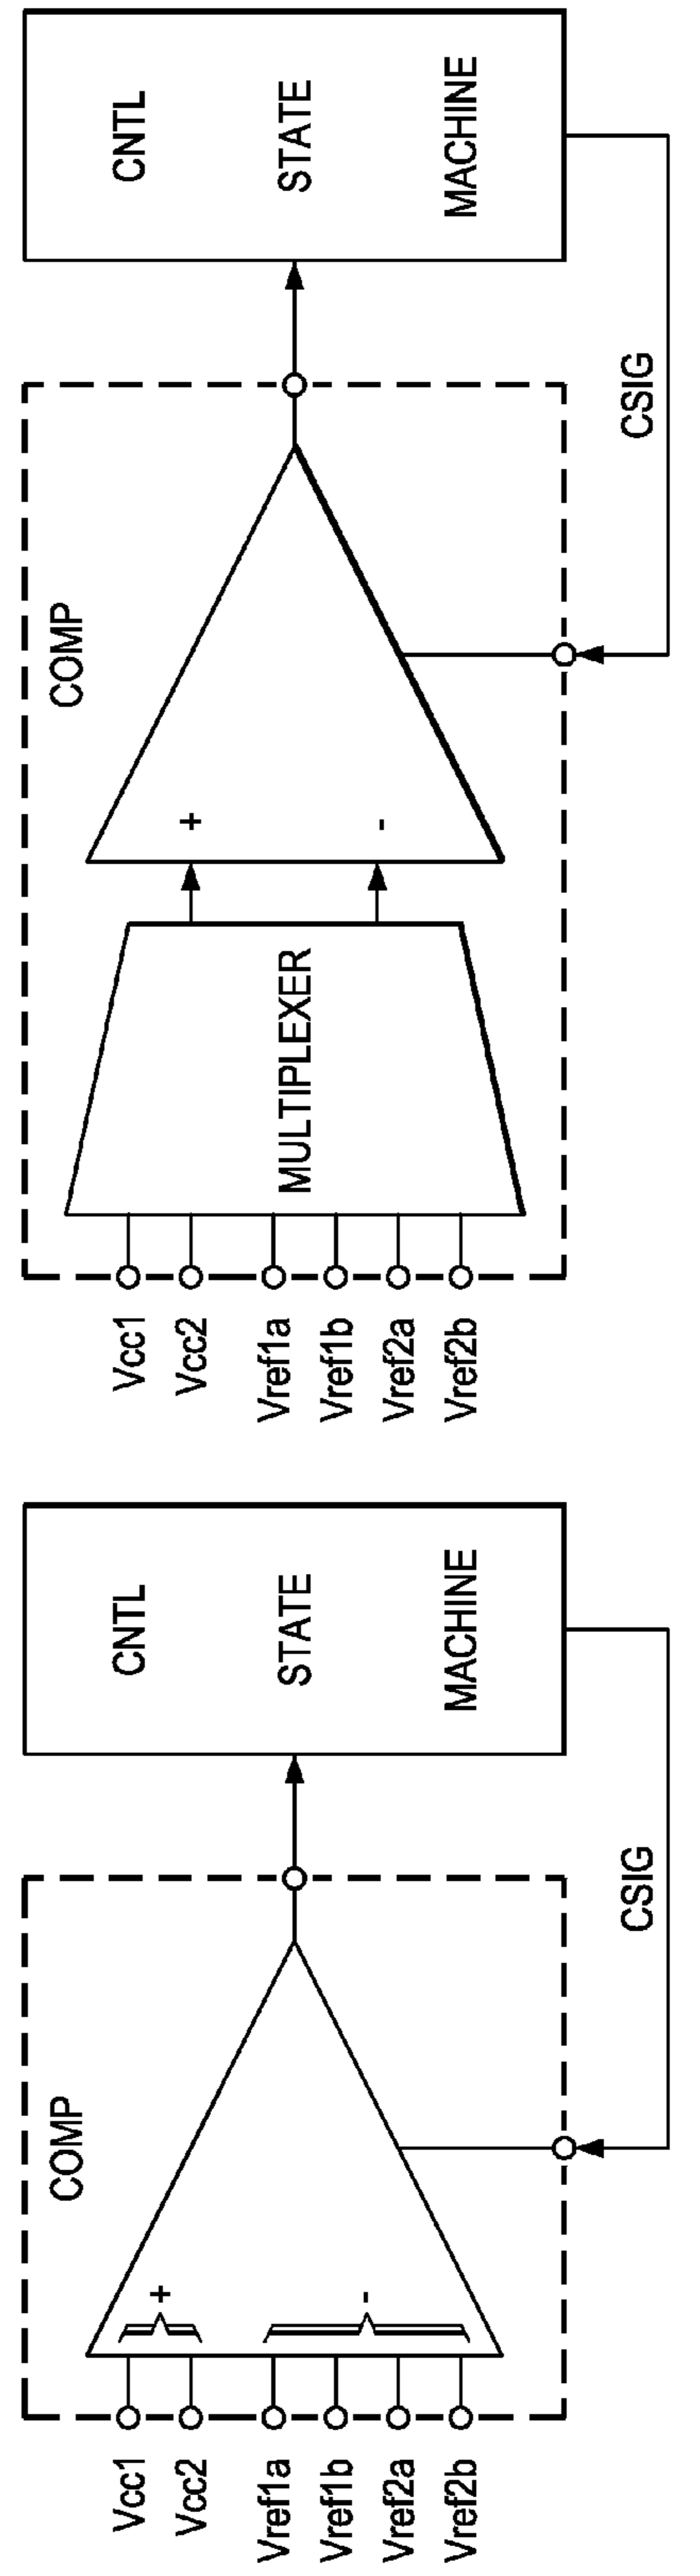 COMP
Vcc1
Vcc2
Vref1a
Vref1b
Vref2a
Vref2b
+
-
CNTL
STATE
MACHINE
CSIG
COMP
Vcc1
Vcc2
Vref1a
Vref1b
Vref2a
Vref2b
MULTIPLEXER
+
-
CNTL
STATE
MACHINE
CSIG